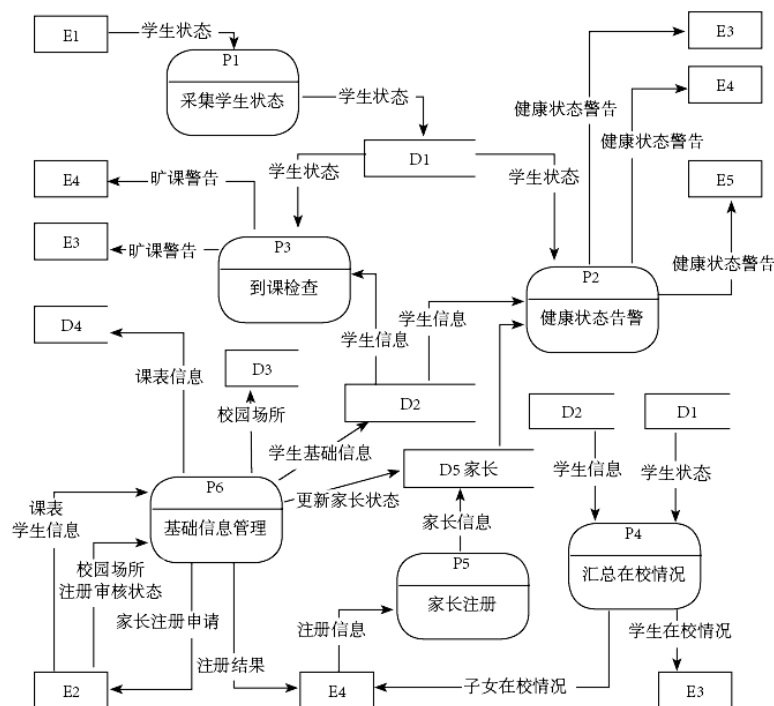 E1
学生状态
E3
P1
采集学生状态
学生状态
E4
健康状态警告
健康状态警告
D1
E4
旷课警告
学生状态
学生状态
E5
E3
旷课警告
P3
到课检查
P2
健康状态告警
健康状态警告
D4
学生信息
学生信息
课表信息
D3
校园场所
D2
D2
D1
学生基础信息
D5 家长
学生信息
学生状态
P6
基础信息管理
更新家长状态
课表
学生信息
家长信息
P4
汇总在校情况
校园场所
注册审核状态
P5
家长注册
家长注册申请
注册信息
学生在校情况
注册结果
E2
E4
子女在校情况
E3